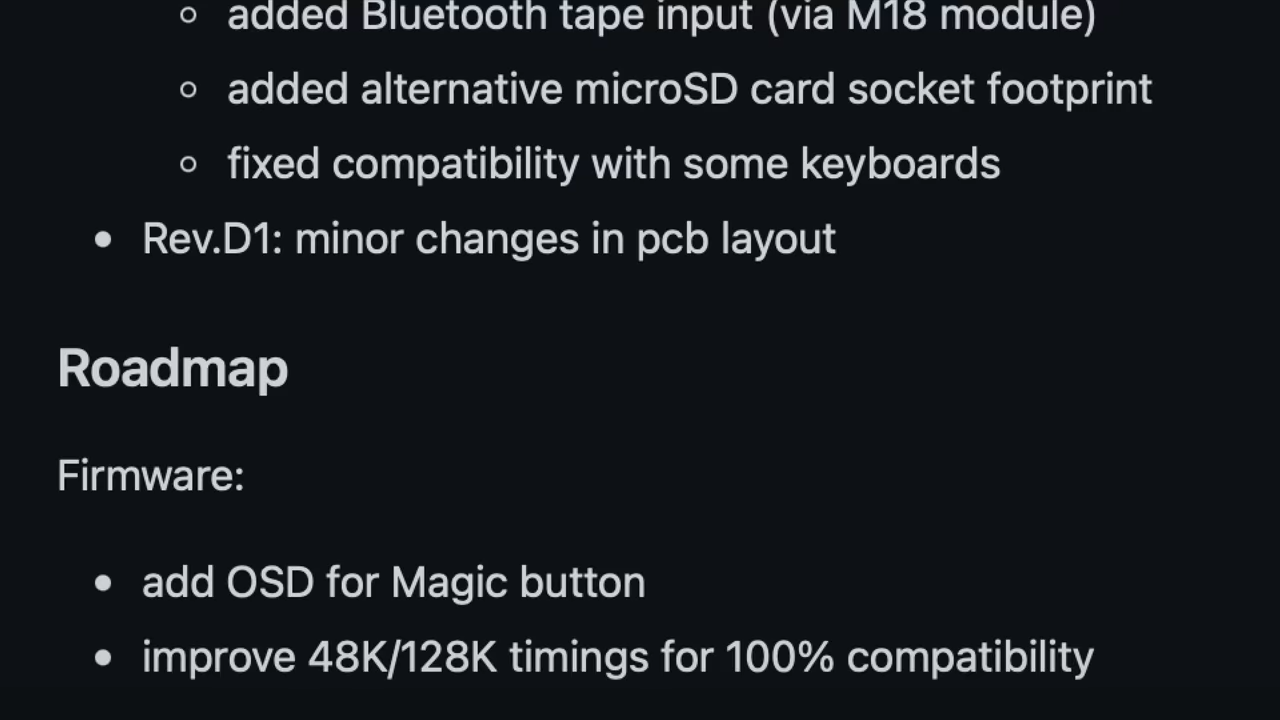 added Bluetooth tape input (via M18 module)
added alternative microSD card socket footprint
fixed compatibility with some keyboards
Rev.D1: minor changes in pcb layout
Roadmap
Firmware:
add OSD for Magic button
improve 48K/128K timings for 100% compatibility